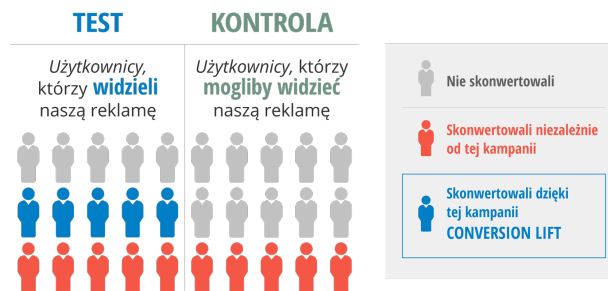 TEST
Użytkownicy,
którzy widzieli
naszą reklamę
KONTROLA
Użytkownicy, którzy
mogliby widzieć
naszą reklamę
Nie skonwertowali
Skonwertowali niezależnie
od tej kampanii
Skonwertowali dzięki
tej kampanii
CONVERSION LIFT